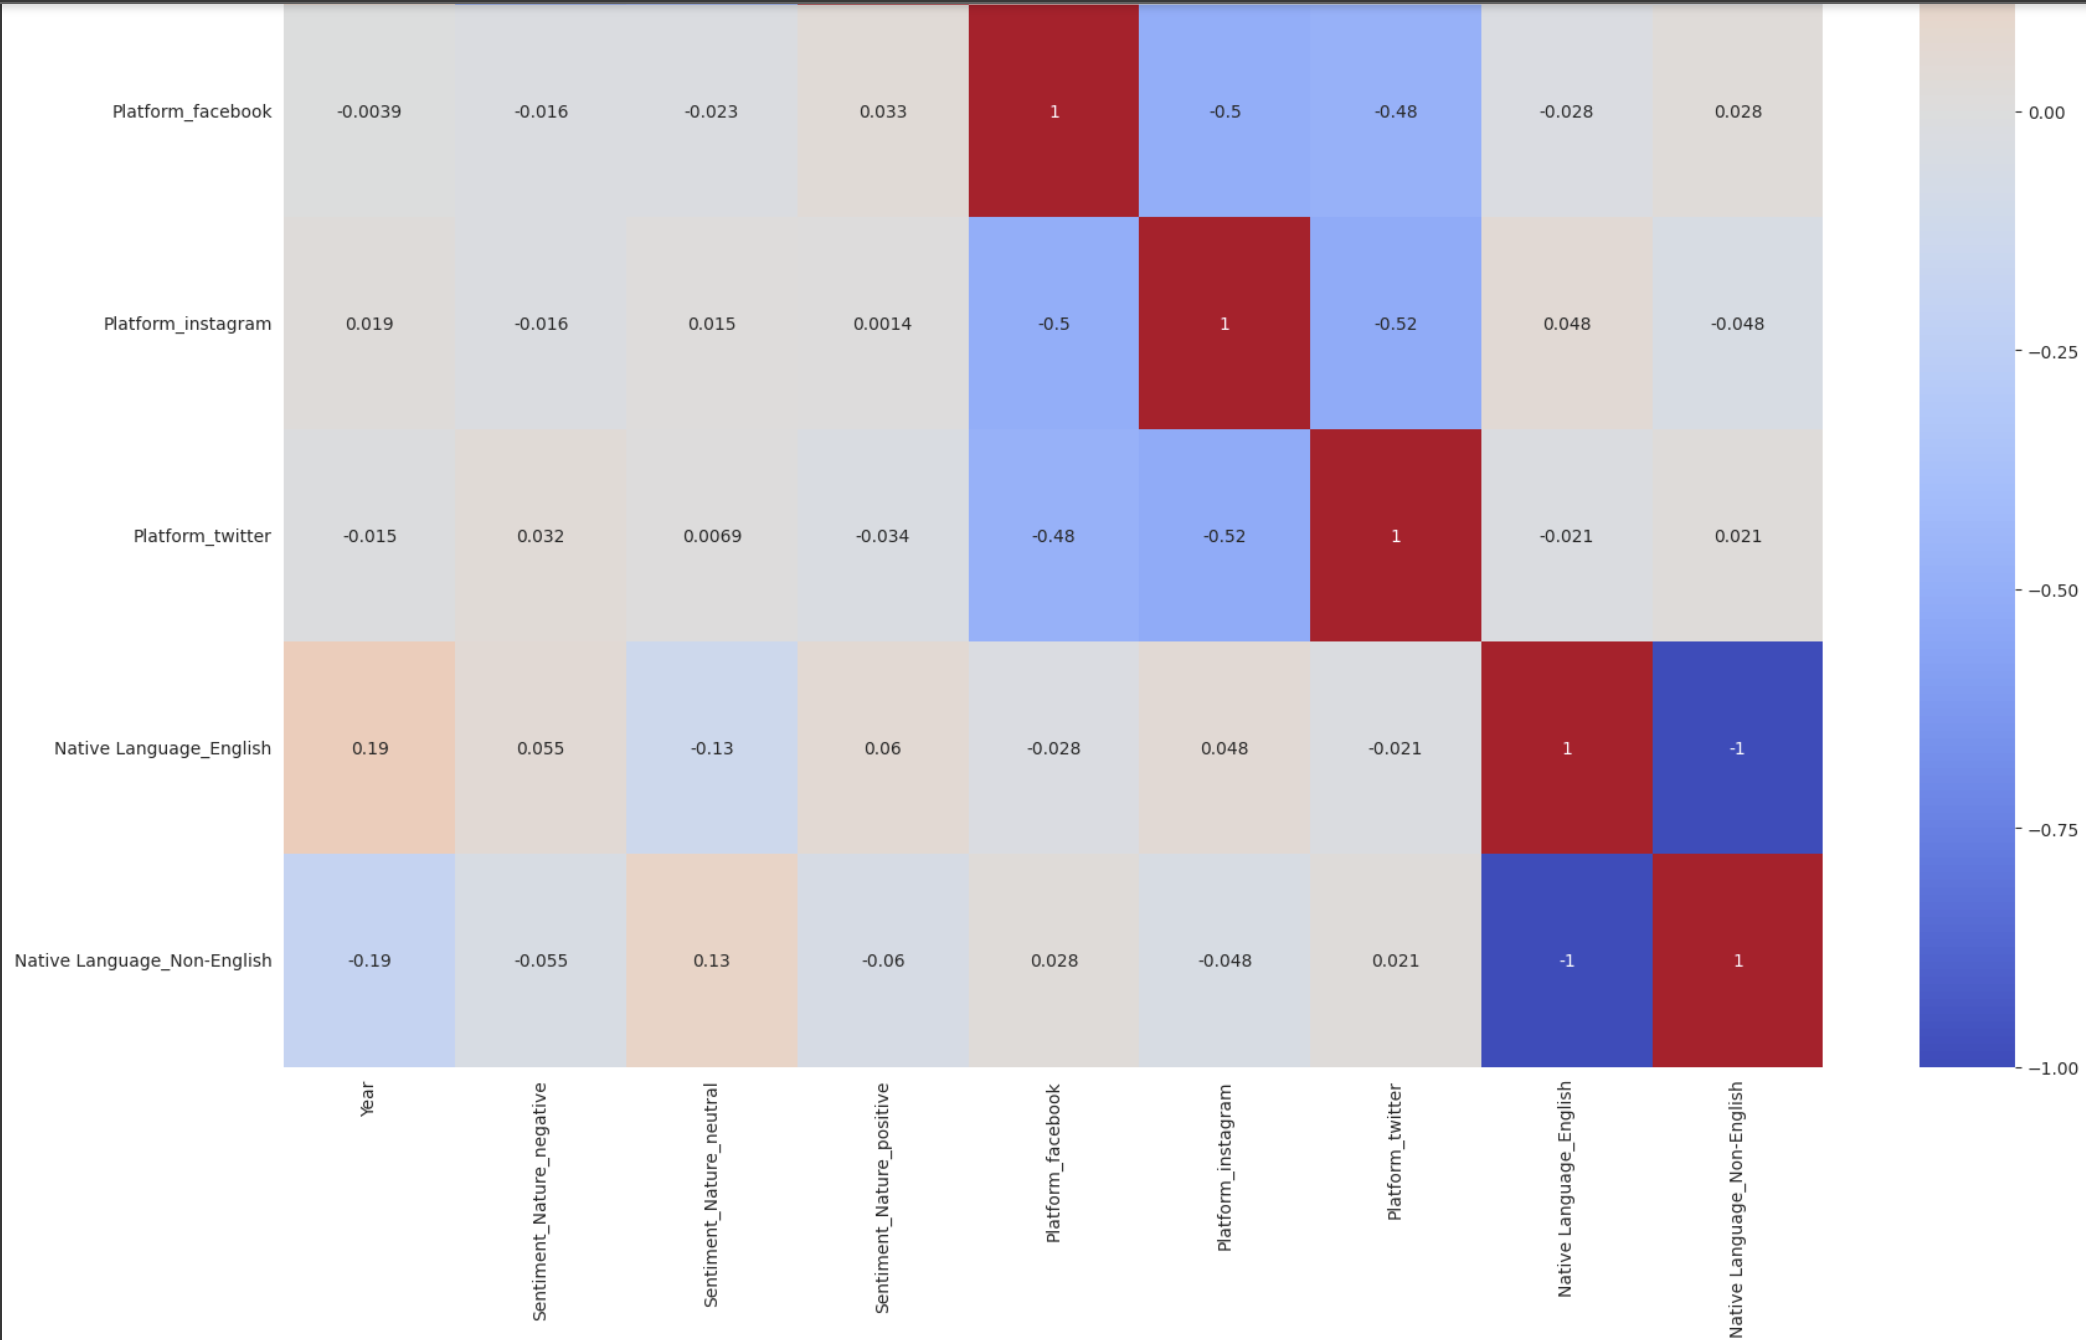 Platform_facebook -0.0039 -0.016 -0.023 0.033 1 -0.5 -0.48 -0.028 0.028 0.00
Platform_instagram 0.019 -0.016 0.015 0.0014 -0.5 1 -0.52 0.048 -0.048
−0.25
Platform_twitter -0.015 0.032 0.0069 -0.034 -0.48 -0.52 1 -0.021 0.021
−0.50
Native Language_English 0.19 0.055 -0.13 0.06 -0.028 0.048 -0.021 1 -1
−0.75
Native Language_Non-English -0.19 -0.055 0.13 -0.06 0.028 -0.048 0.021 -1 1
−1.00
Year
Sentiment_Nature_negative
Sentiment_Nature_neutral
Sentiment_Nature_positive
Platform_facebook
Platform_instagram
Platform_twitter
Native Language_English
Native Language_Non-English